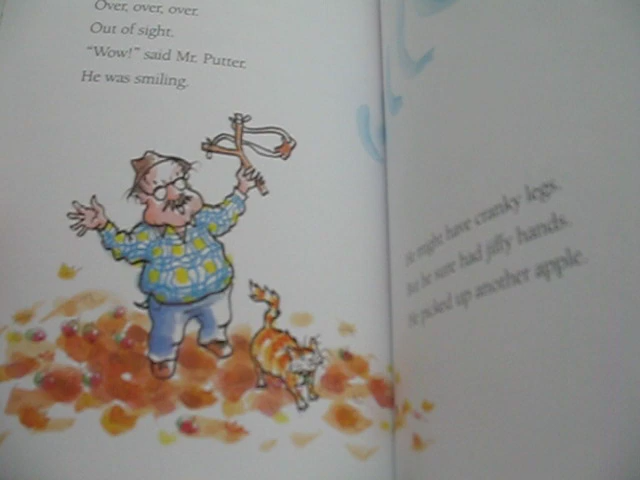 Over, over, over.
Out of sight.
"Wow!" said Mr. Putter.
He was smiling.
He might have cranky legs.
But he sure had jiffy hands.
He picked up another apple.